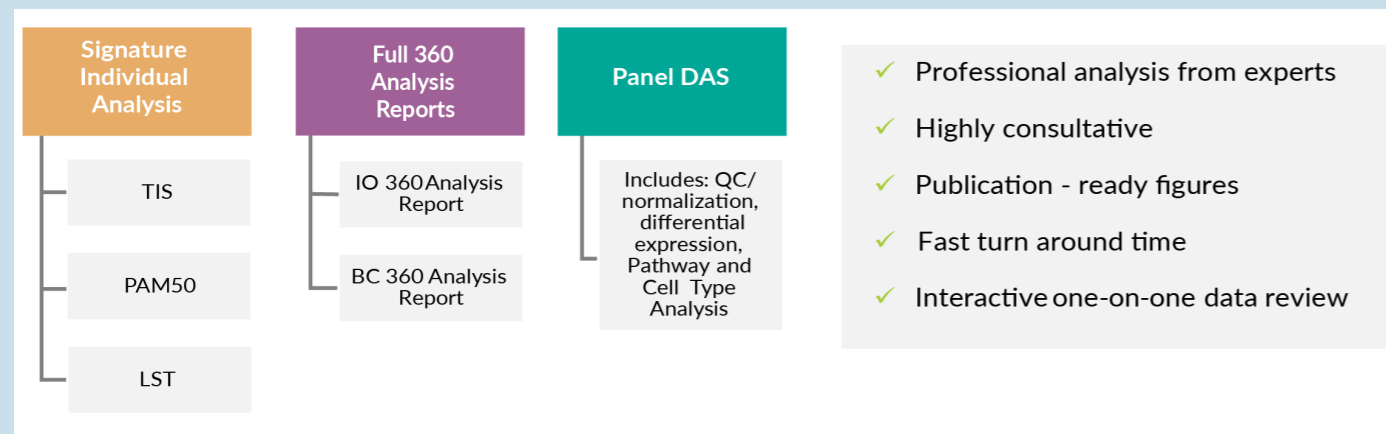 Signature
Individual
Analysis
TIS
PAM50
LST
Full 360
Analysis
Reports
IO 360 Analysis
Report
BC 360 Analysis
Report
Panel DAS
Includes: QC/
normalization,
differential
expression,
Pathway and
Cell Type
Analysis
✓ Professional analysis from experts
✓ Highly consultative
✓ Publication - ready figures
✓ Fast turn around time
✓ Interactive one-on-one data review